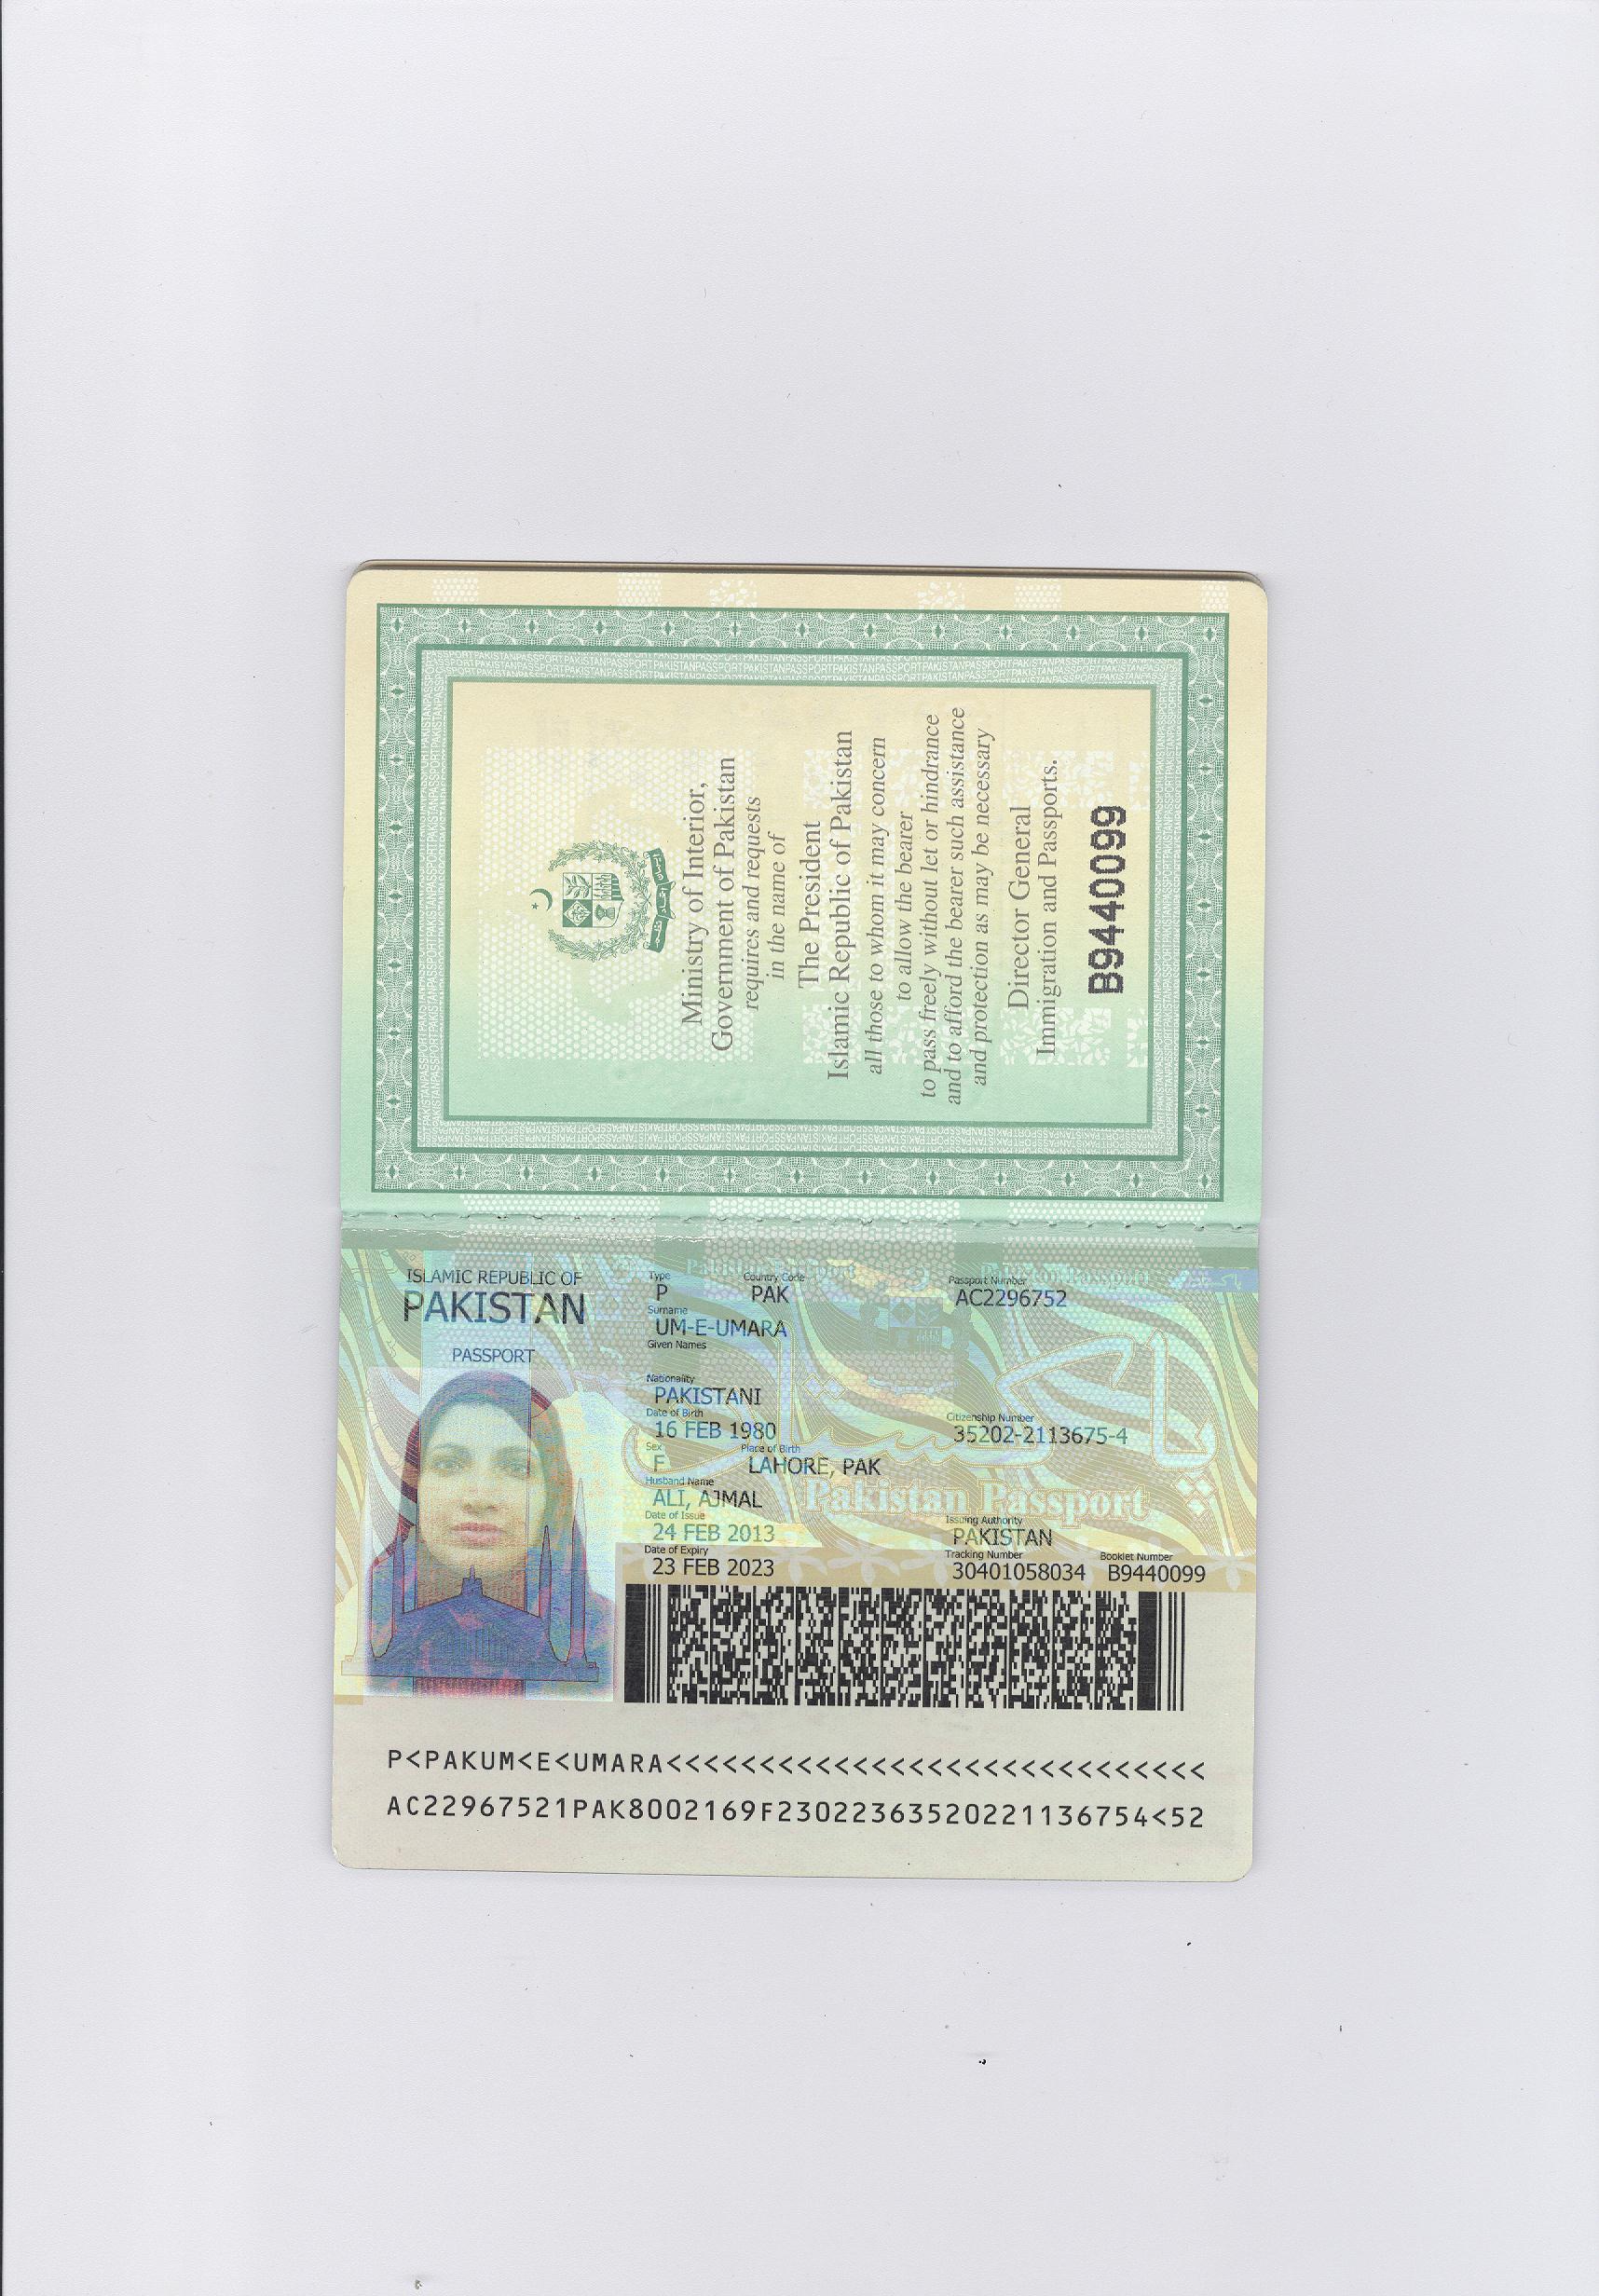 Ministry of Interior,
Government of Pakistan
requires and requests
in the name of
The President
Islamic Republic of Pakistan
all those to whom it may concern
to allow the bearer
to pass freely without let or hindrance
and to afford the bearer such assistance
and protection as may be necessary
Director General
Immigration and Passports.
B9440099
ISLAMIC REPUBLIC OF
PAKISTAN
PASSPORT
Type Country Code Passport Number
P PAK AC2296752
Surname
UM-E-UMARA
Given Names
Nationality
PAKISTANI
Date of Birth Citizenship Number
16 FEB 1980 35202-2113675-4
Sex Place of Birth
F LAHORE, PAK
Husband Name
ALI, AJMAL
پاکستان
Pakistan Passport
Date of Issue Issuing Authority
24 FEB 2013 PAKISTAN
Date of Expiry Tracking Number Booklet Number
23 FEB 2023 30401058034 B9440099
P<PAKUM<E<UMARA<<<<<<<<<<<<<<<<<<<<<<<<<<<<<
AC22967521PAK8002169F23022363520221136754<52